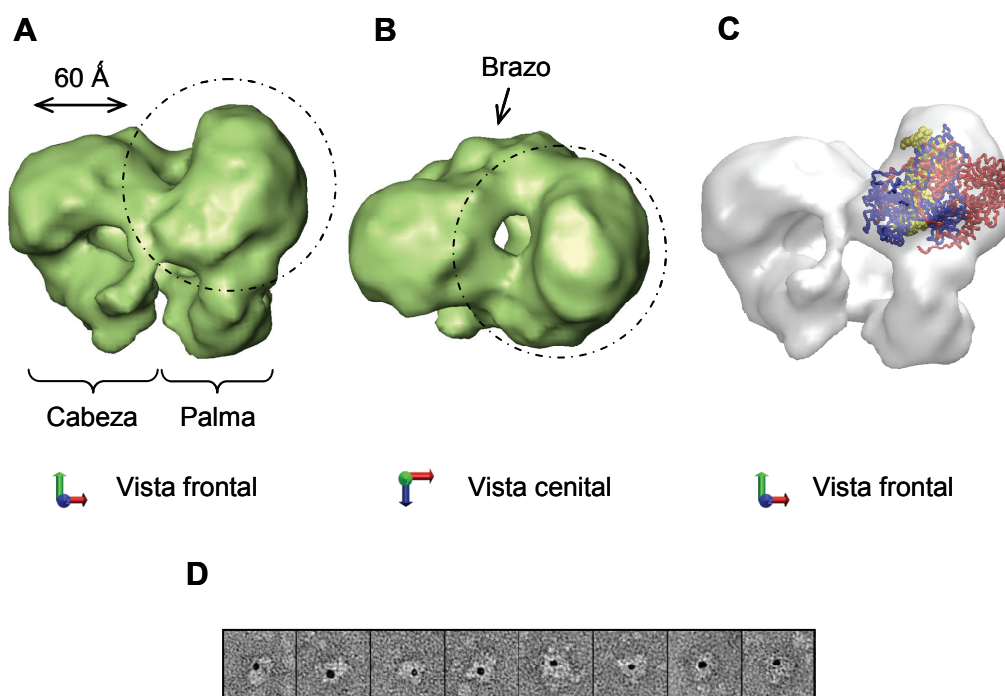 A
B
C
60 Å
Brazo
Cabeza
Palma
Vista frontal
Vista cenital
Vista frontal
D